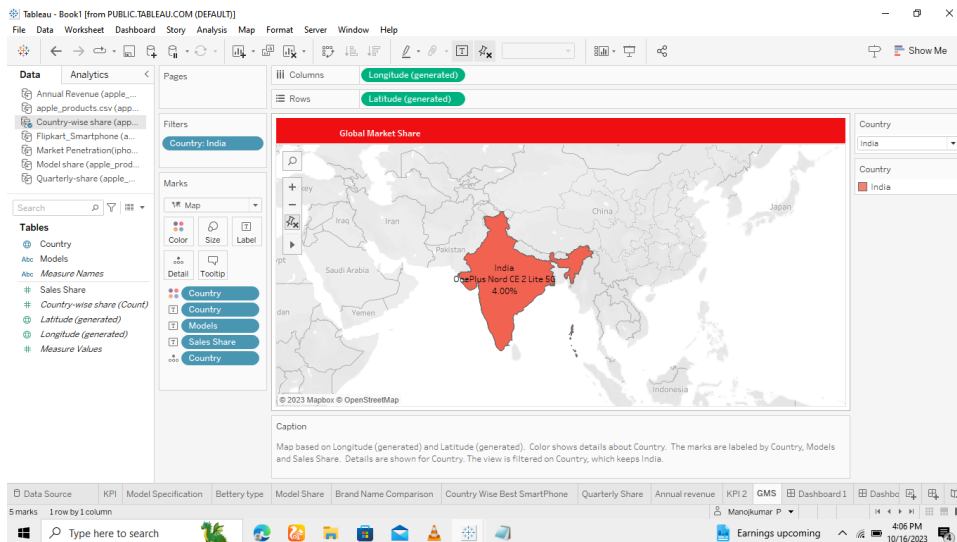 Tableau - Book1 [from PUBLIC.TABLEAU.COM (DEFAULT)]
File Data Worksheet Dashboard Story Analysis Map Format Server Window Help
Show Me
Data Analytics
Annual Revenue (apple_...
apple_products.csv (app...
Country-wise share (app...
Flipkart_Smartphone (a...
Market Penetration(ipho...
Model share (apple_prod...
Quarterly-share (apple_...
Search
Tables
Country
Abc Models
Abc Measure Names
# Sales Share
# Country-wise share (Count)
Latitude (generated)
Longitude (generated)
# Measure Values
Pages
Filters
Country: India
Marks
Map
Color Size Label
Detail Tooltip
Country
Country
Models
Sales Share
Country
Columns Longitude (generated)
Rows Latitude (generated)
Global Market Share
key
Iraq
Iran
China
Japan
Pakistan
Saudi Arabia
Yemen
Indonesia
India
OnePlus Nord CE 2 Lite 5G
4.00%
© 2023 Mapbox © OpenStreetMap
Country
India
Country
India
Caption
Map based on Longitude (generated) and Latitude (generated). Color shows details about Country. The marks are labeled by Country, Models
and Sales Share. Details are shown for Country. The view is filtered on Country, which keeps India.
Data Source KPI Model Specification Bettery type Model Share Brand Name Comparison Country Wise Best SmartPhone Quarterly Share Annual revenue KPI 2 GMS Dashboard 1 Dashbo
5 marks 1 row by 1 column
Manojkumar P
Type here to search
Earnings upcoming
4:06 PM
10/16/2023